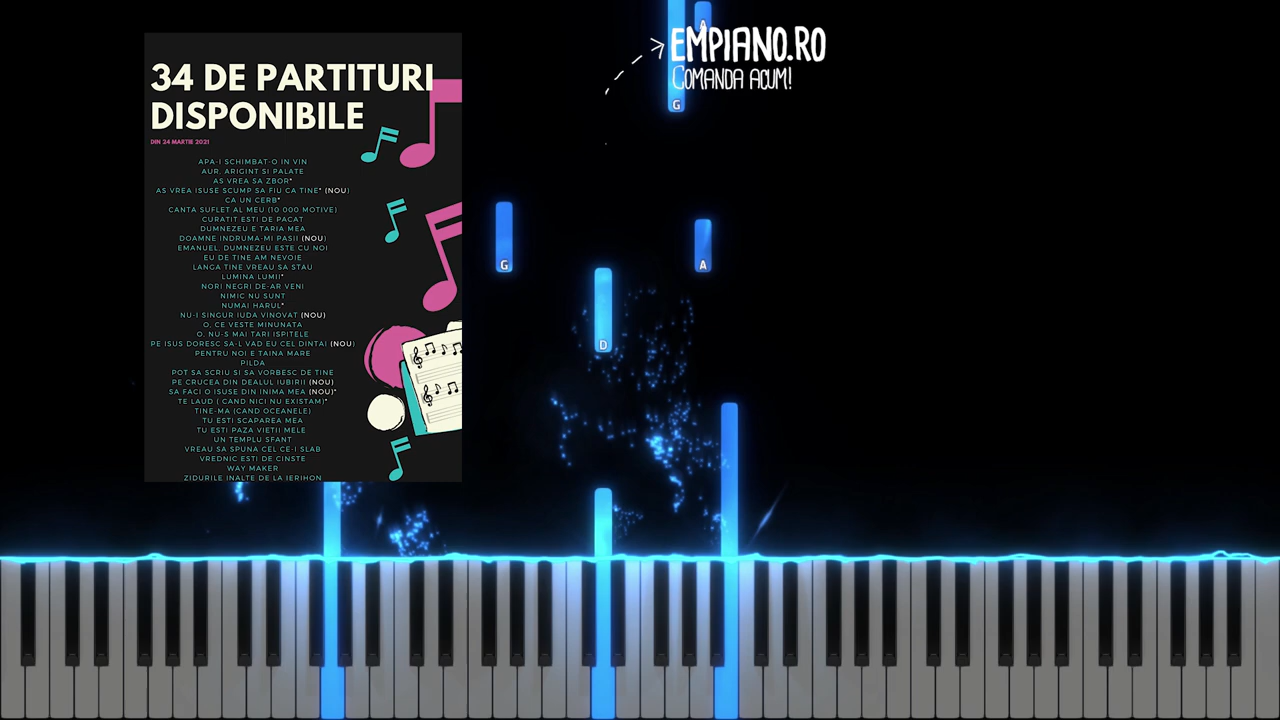 34 DE PARTITURI
DISPONIBILE
DIN 24 MARTIE 2021
APA-I SCHIMBAT-O IN VIN
AUR, ARIGINT SI PALATE
AS VREA SA ZBOR*
AS VREA ISUSE SCUMP SA FIU CA TINE* (NOU)
CA UN CERB*
CANTA SUFLET AL MEU (10 000 MOTIVE)
CURATIT ESTI DE PACAT
DUMNEZEU E TARIA MEA
DOAMNE INDRUMA-MI PASII (NOU)
EMANUEL, DUMNEZEU ESTE CU NOI
EU DE TINE AM NEVOIE
LANGA TINE VREAU SA STAU
LUMINA LUMII*
NORI NEGRI DE-AR VENI
NIMIC NU SUNT
NUMAI HARUL*
NU-I SINGUR IUDA VINOVAT (NOU)
O, CE VESTE MINUNATA
O, NU-S MAI TARI ISPITELE
PE ISUS DORESC SA-L VAD EU CEL DINTAI (NOU)
PENTRU NOI E TAINA MARE
PILDA
POT SA SCRIU SI SA VORBESC DE TINE
PE CRUCEA DIN DEALUL IUBIRII (NOU)
SA FACI O ISUSE DIN INIMA MEA (NOU)*
TE LAUD ( CAND NICI NU EXISTAM)*
TINE-MA (CAND OCEANELE)
TU ESTI SCAPAREA MEA
TU ESTI PAZA VIETII MELE
UN TEMPLU SFANT
VREAU SA SPUNA CEL CE-I SLAB
VREDNIC ESTI DE CINSTE
WAY MAKER
ZIDURILE INALTE DE LA IERIHON
A
EMPIANO.RO
COMANDA ACUM!
G
G
A
D